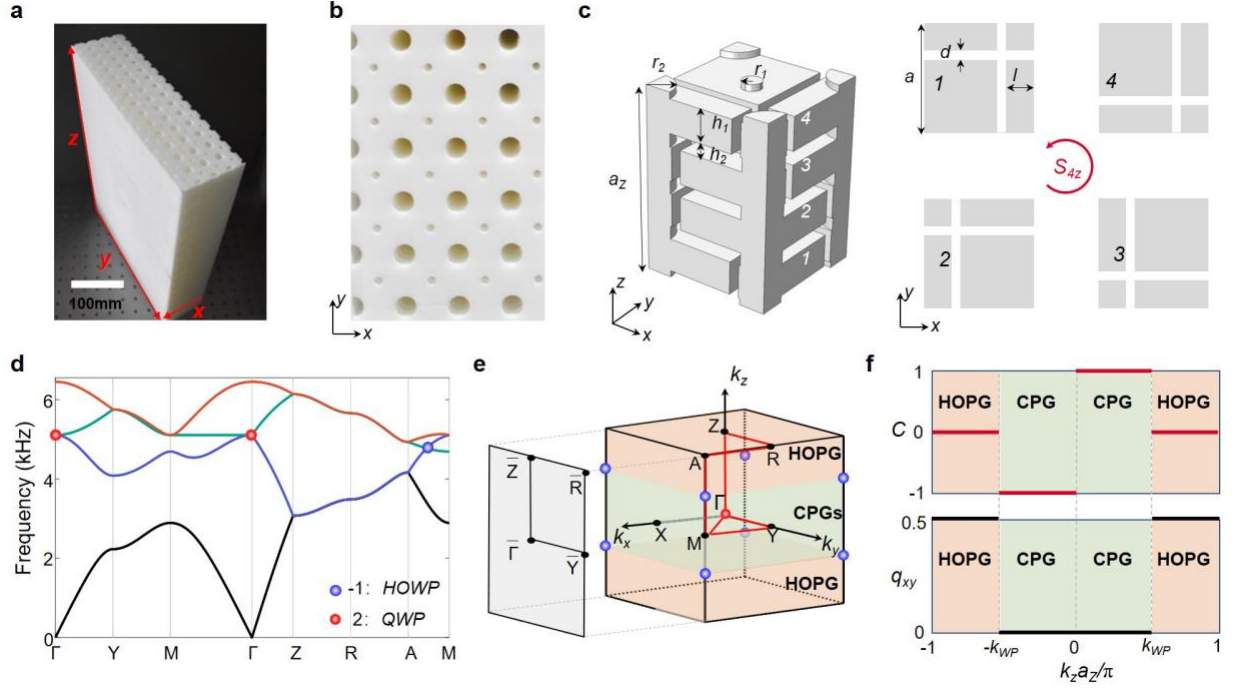 a
z
y
x
100mm
b
y
x
c
r₂
r₁
h₁
h₂
a_Z
4
3
2
1
z
y
x
a
d
l
1
4
S₄z
2
3
y
x
d
Frequency (kHz)
6
4
2
0
-1: HOWP
2: QWP
Γ Y M Γ Z R A M
e
k_z
Z
A
R
HOPG
Γ
CPGs
X
k_x
M
Y
k_y
HOPG
Z̅
R̅
Γ̅
Y̅
f
1
C 0
-1
HOPG CPG CPG HOPG
0.5
q_xy
0
HOPG CPG CPG HOPG
-1 -k_WP 0 k_WP 1
k_z a_Z/π